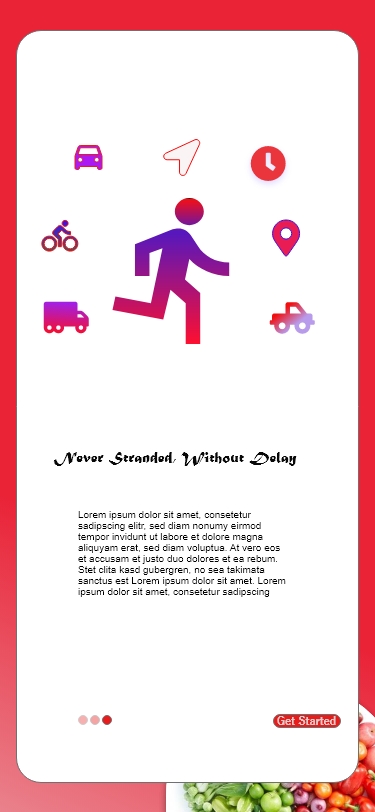 Never Stranded, Without Delay
Lorem ipsum dolor sit amet, consetetur
sadipscing elitr, sed diam nonumy eirmod
tempor invidunt ut labore et dolore magna
aliquyam erat, sed diam voluptua. At vero eos
et accusam et justo duo dolores et ea rebum.
Stet clita kasd gubergren, no sea takimata
sanctus est Lorem ipsum dolor sit amet. Lorem
ipsum dolor sit amet, consetetur sadipscing
Get Started